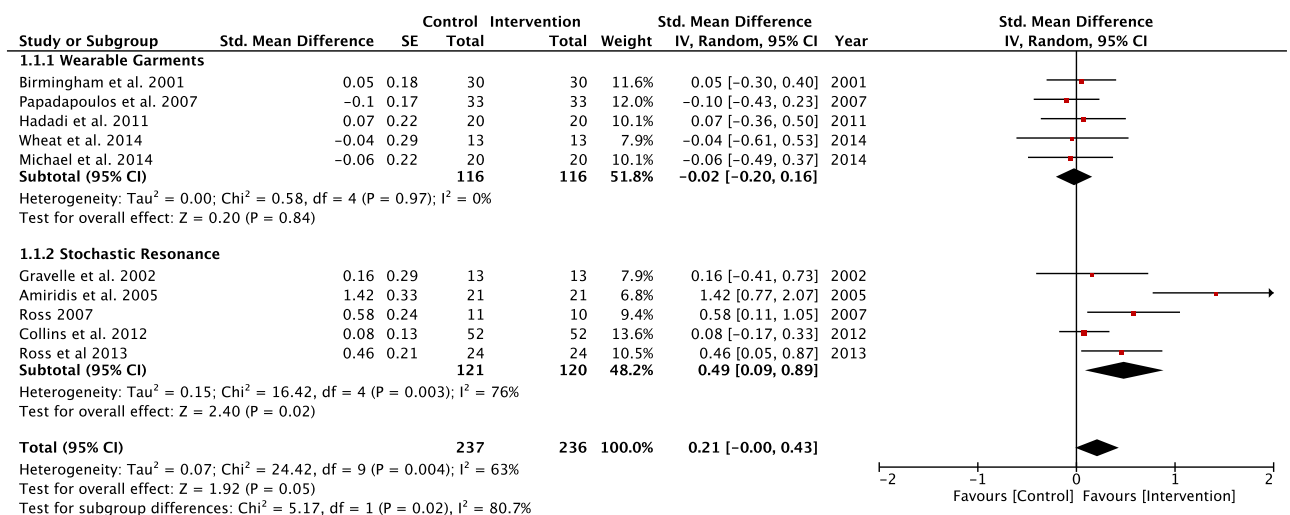 Control Intervention Std. Mean Difference Std. Mean Difference
Study or Subgroup Std. Mean Difference SE Total Total Weight IV, Random, 95% CI Year IV, Random, 95% CI
1.1.1 Wearable Garments
Birmingham et al. 2001 0.05 0.18 30 30 11.6% 0.05 [−0.30, 0.40] 2001
Papadapoulos et al. 2007 −0.1 0.17 33 33 12.0% −0.10 [−0.43, 0.23] 2007
Hadadi et al. 2011 0.07 0.22 20 20 10.1% 0.07 [−0.36, 0.50] 2011
Wheat et al. 2014 −0.04 0.29 13 13 7.9% −0.04 [−0.61, 0.53] 2014
Michael et al. 2014 −0.06 0.22 20 20 10.1% −0.06 [−0.49, 0.37] 2014
Subtotal (95% CI) 116 116 51.8% −0.02 [−0.20, 0.16]
Heterogeneity: Tau² = 0.00; Chi² = 0.58, df = 4 (P = 0.97); I² = 0%
Test for overall effect: Z = 0.20 (P = 0.84)
1.1.2 Stochastic Resonance
Gravelle et al. 2002 0.16 0.29 13 13 7.9% 0.16 [−0.41, 0.73] 2002
Amiridis et al. 2005 1.42 0.33 21 21 6.8% 1.42 [0.77, 2.07] 2005
Ross 2007 0.58 0.24 11 10 9.4% 0.58 [0.11, 1.05] 2007
Collins et al. 2012 0.08 0.13 52 52 13.6% 0.08 [−0.17, 0.33] 2012
Ross et al 2013 0.46 0.21 24 24 10.5% 0.46 [0.05, 0.87] 2013
Subtotal (95% CI) 121 120 48.2% 0.49 [0.09, 0.89]
Heterogeneity: Tau² = 0.15; Chi² = 16.42, df = 4 (P = 0.003); I² = 76%
Test for overall effect: Z = 2.40 (P = 0.02)
Total (95% CI) 237 236 100.0% 0.21 [−0.00, 0.43]
Heterogeneity: Tau² = 0.07; Chi² = 24.42, df = 9 (P = 0.004); I² = 63%
Test for overall effect: Z = 1.92 (P = 0.05)
Test for subgroup differences: Chi² = 5.17, df = 1 (P = 0.02), I² = 80.7%
−2 −1 0 1 2
Favours [Control] Favours [Intervention]